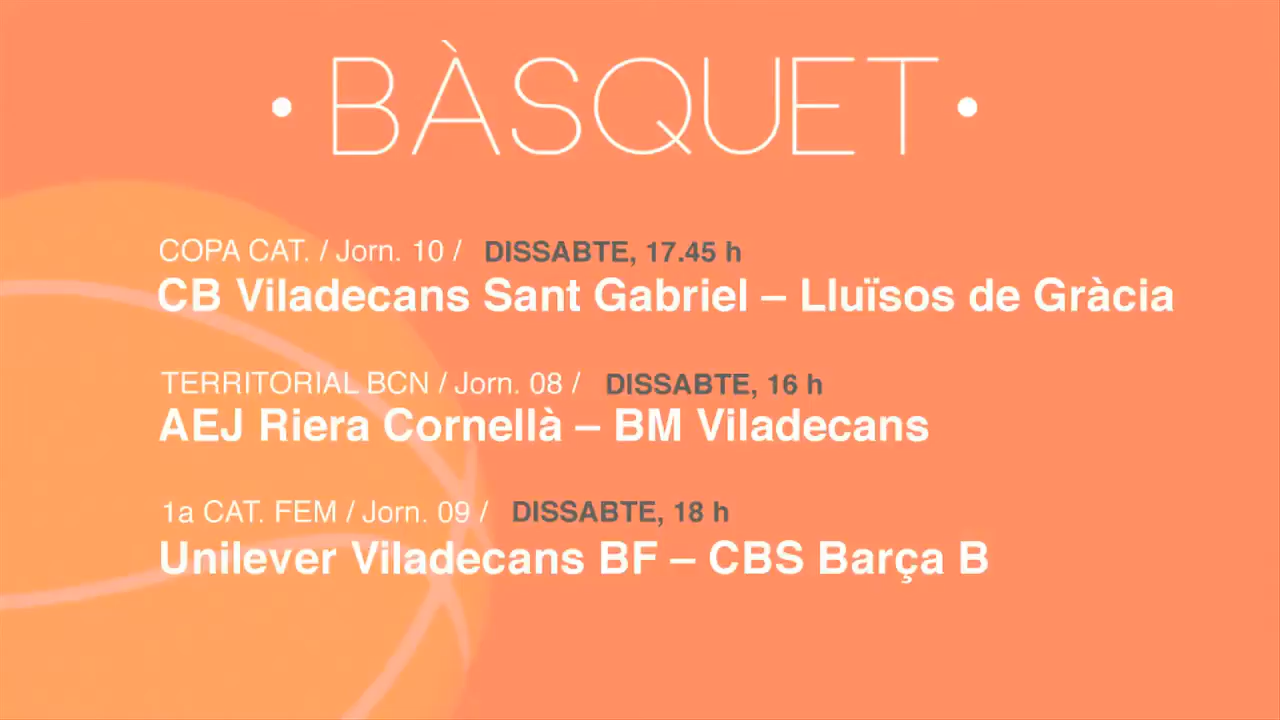 • BÀSQUET •
COPA CAT. / Jorn. 10 / DISSABTE, 17.45 h
CB Viladecans Sant Gabriel – Lluïsos de Gràcia
TERRITORIAL BCN / Jorn. 08 / DISSABTE, 16 h
AEJ Riera Cornellà – BM Viladecans
1a CAT. FEM / Jorn. 09 / DISSABTE, 18 h
Unilever Viladecans BF – CBS Barça B